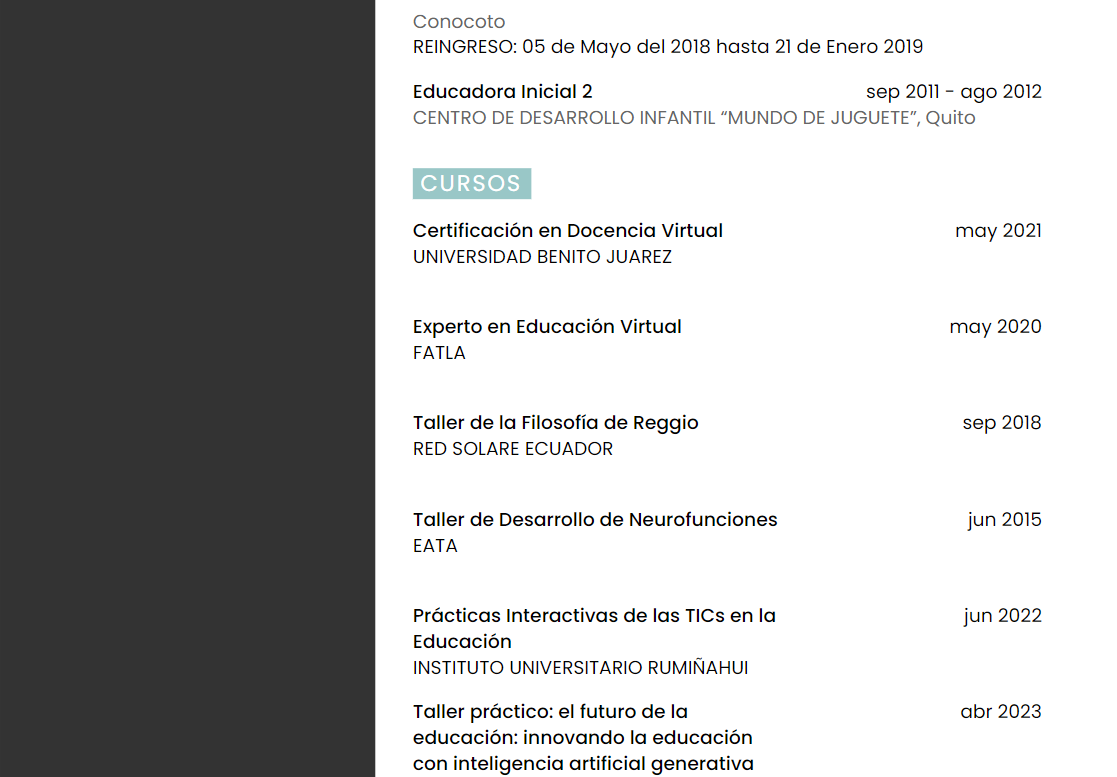 Conocoto
REINGRESO: 05 de Mayo del 2018 hasta 21 de Enero 2019
Educadora Inicial 2 sep 2011 - ago 2012
CENTRO DE DESARROLLO INFANTIL “MUNDO DE JUGUETE”, Quito
CURSOS
Certificación en Docencia Virtual may 2021
UNIVERSIDAD BENITO JUAREZ
Experto en Educación Virtual may 2020
FATLA
Taller de la Filosofía de Reggio sep 2018
RED SOLARE ECUADOR
Taller de Desarrollo de Neurofunciones jun 2015
EATA
Prácticas Interactivas de las TICs en la jun 2022
Educación
INSTITUTO UNIVERSITARIO RUMIÑAHUI
Taller práctico: el futuro de la abr 2023
educación: innovando la educación
con inteligencia artificial generativa